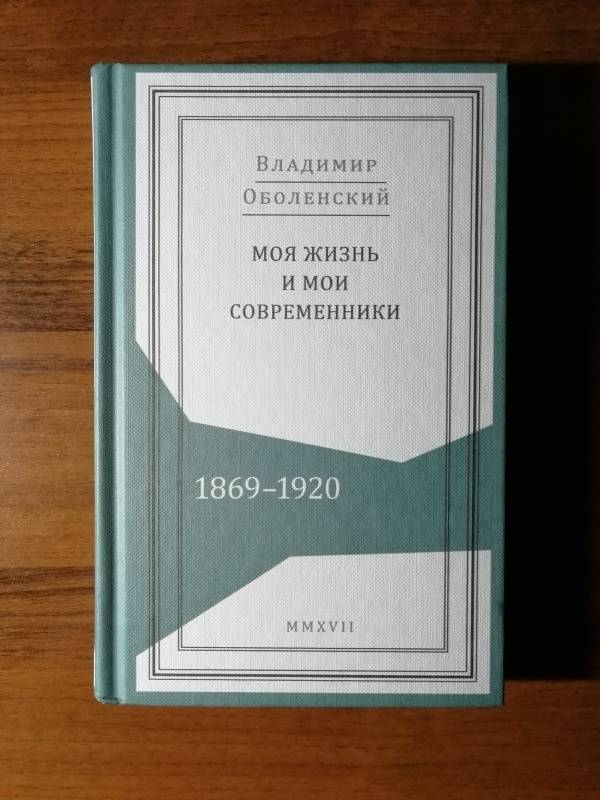 Владимир
Оболенский
МОЯ ЖИЗНЬ
И МОИ
СОВРЕМЕННИКИ
1869–1920
MMXVII